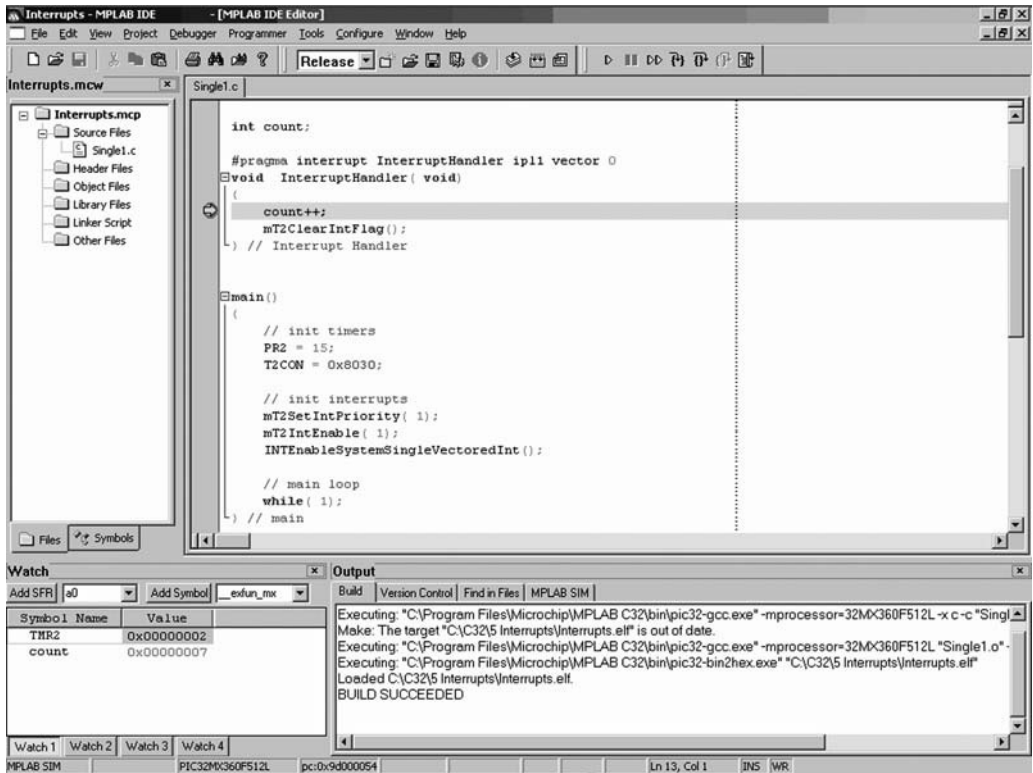 Interrupts - MPLAB IDE - [MPLAB IDE Editor]
File Edit View Project Debugger Programmer Tools Configure Window Help
Release
Interrupts.mcw
Single1.c
Interrupts.mcp
Source Files
Single1.c
Header Files
Object Files
Library Files
Linker Script
Other Files
Files Symbols
int count;
#pragma interrupt InterruptHandler ipl1 vector 0
void InterruptHandler( void)
{
count++;
mT2ClearIntFlag();
} // Interrupt Handler
main()
{
// init timers
PR2 = 15;
T2CON = 0x8030;
// init interrupts
mT2SetIntPriority( 1);
mT2IntEnable( 1);
INTEnableSystemSingleVectoredInt();
// main loop
while( 1);
} // main
Watch
Add SFR a0 Add Symbol __exfun_mx
Symbol Name Value
TMR2 0x00000002
count 0x00000007
Watch 1 Watch 2 Watch 3 Watch 4
Output
Build Version Control Find in Files MPLAB SIM
Executing: "C:\Program Files\Microchip\MPLAB C32\bin\pic32-gcc.exe" -mprocessor=32MX360F512L -x c -c "Singl
Make: The target "C:\C32\5 Interrupts\Interrupts.elf" is out of date.
Executing: "C:\Program Files\Microchip\MPLAB C32\bin\pic32-gcc.exe" -mprocessor=32MX360F512L "Single1.o" -
Executing: "C:\Program Files\Microchip\MPLAB C32\bin\pic32-bin2hex.exe" "C:\C32\5 Interrupts\Interrupts.elf"
Loaded C:\C32\5 Interrupts\Interrupts.elf.
BUILD SUCCEEDED
MPLAB SIM PIC32MX360F512L pc:0x9d000054 Ln 13, Col 1 INS WR